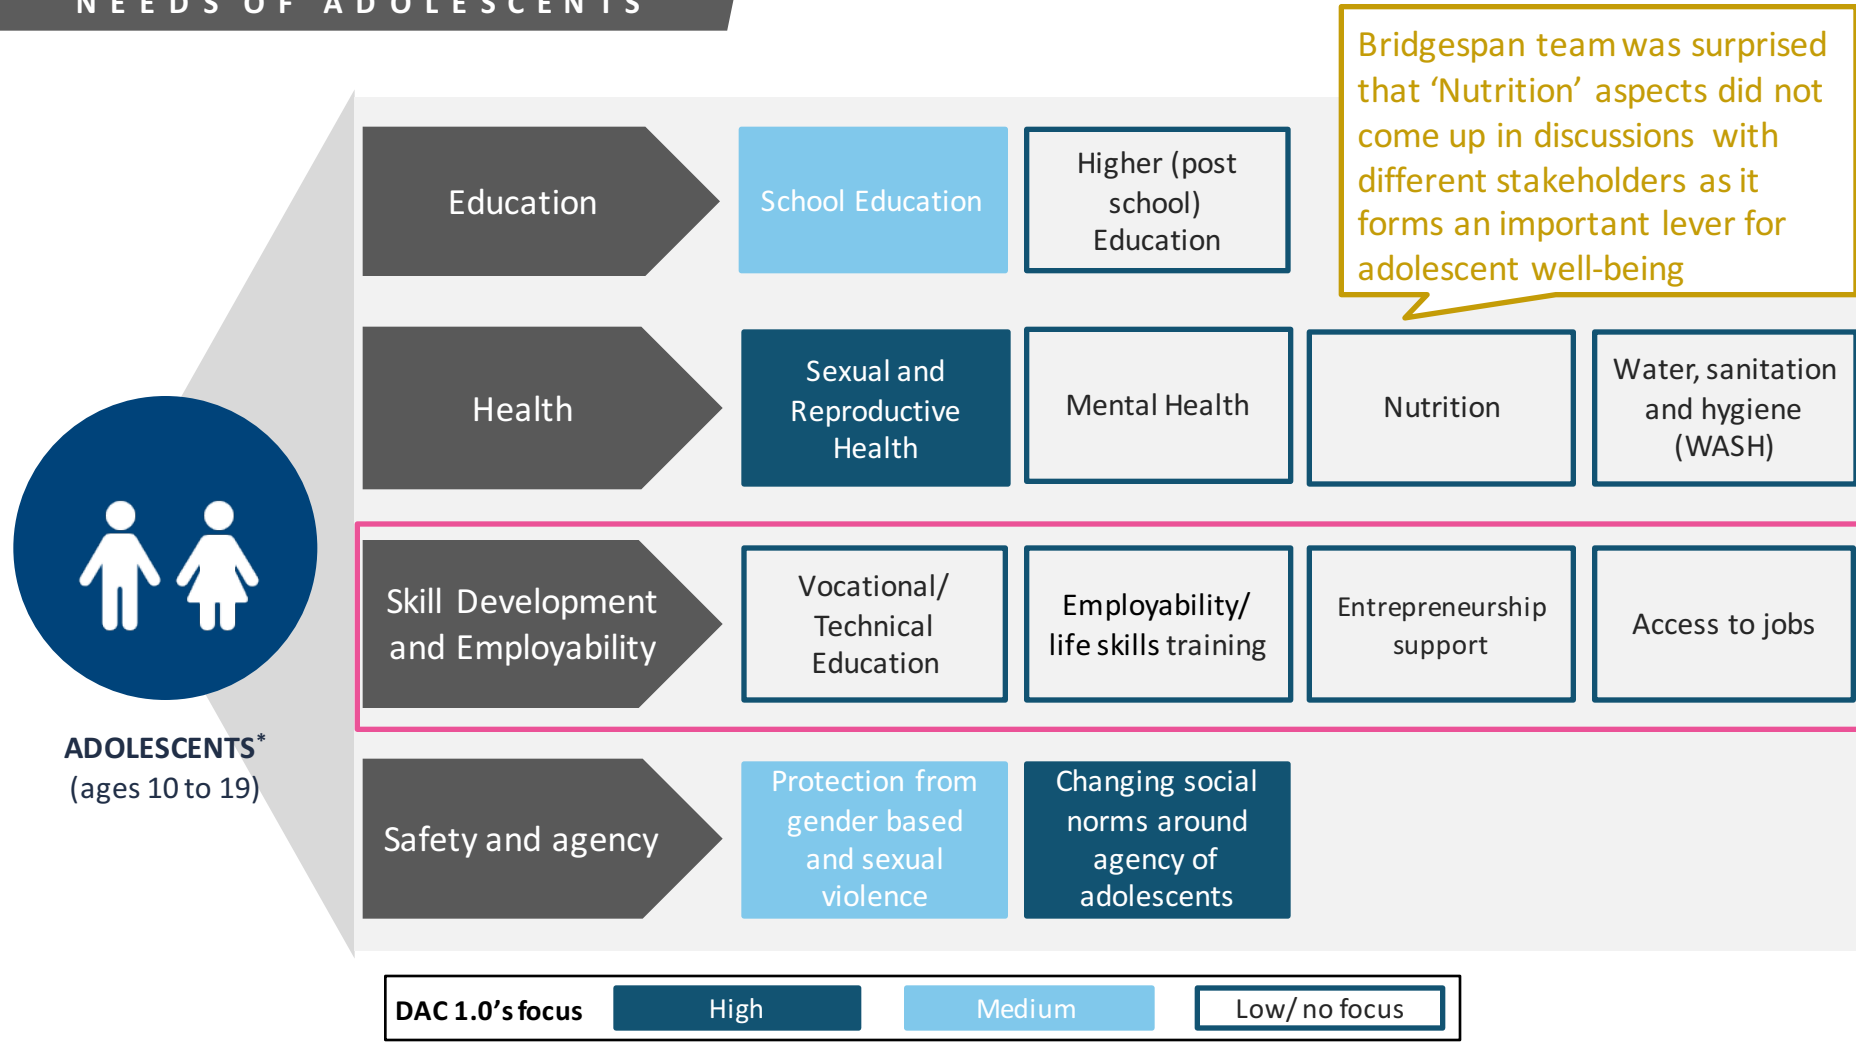 NEEDS OF ADOLESCENTS
Bridgespan team was surprised
that ‘Nutrition’ aspects did not
come up in discussions with
different stakeholders as it
forms an important lever for
adolescent well-being
Education
School Education
Higher (post
school)
Education
Health
Sexual and
Reproductive
Health
Mental Health
Nutrition
Water, sanitation
and hygiene
(WASH)
Skill Development
and Employability
Vocational/
Technical
Education
Employability/
life skills training
Entrepreneurship
support
Access to jobs
ADOLESCENTS*
(ages 10 to 19)
Safety and agency
Protection from
gender based
and sexual
violence
Changing social
norms around
agency of
adolescents
DAC 1.0’s focus
High
Medium
Low/ no focus